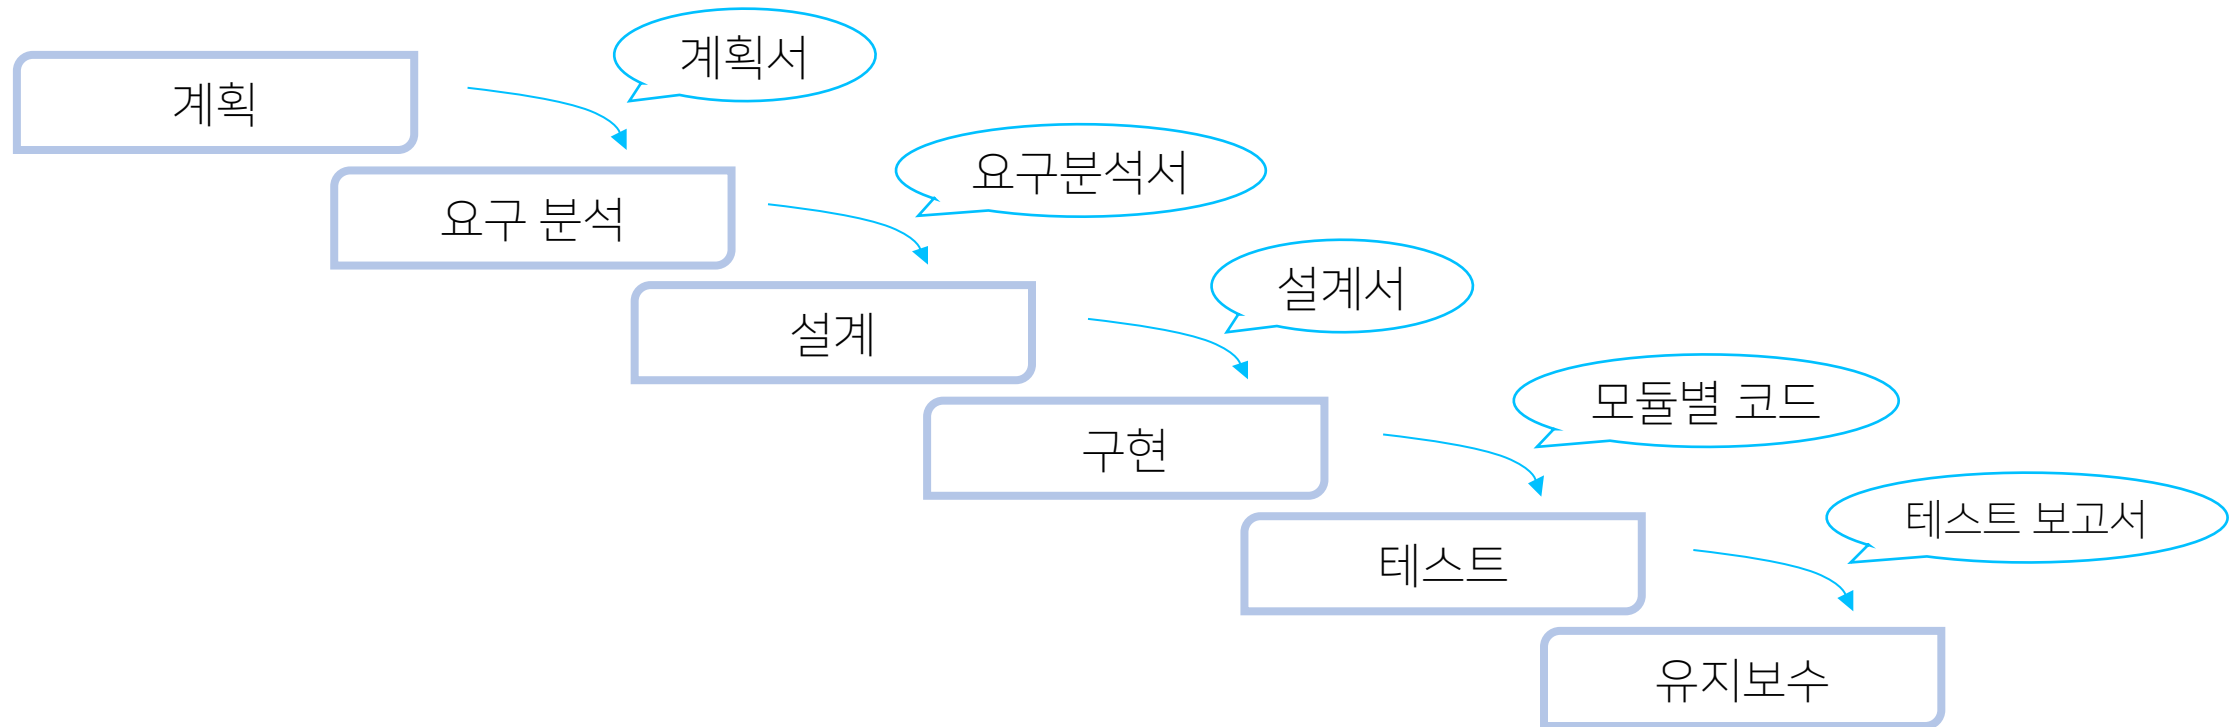 계획
계획서
요구 분석
요구분석서
설계
설계서
구현
모듈별 코드
테스트
테스트 보고서
유지보수